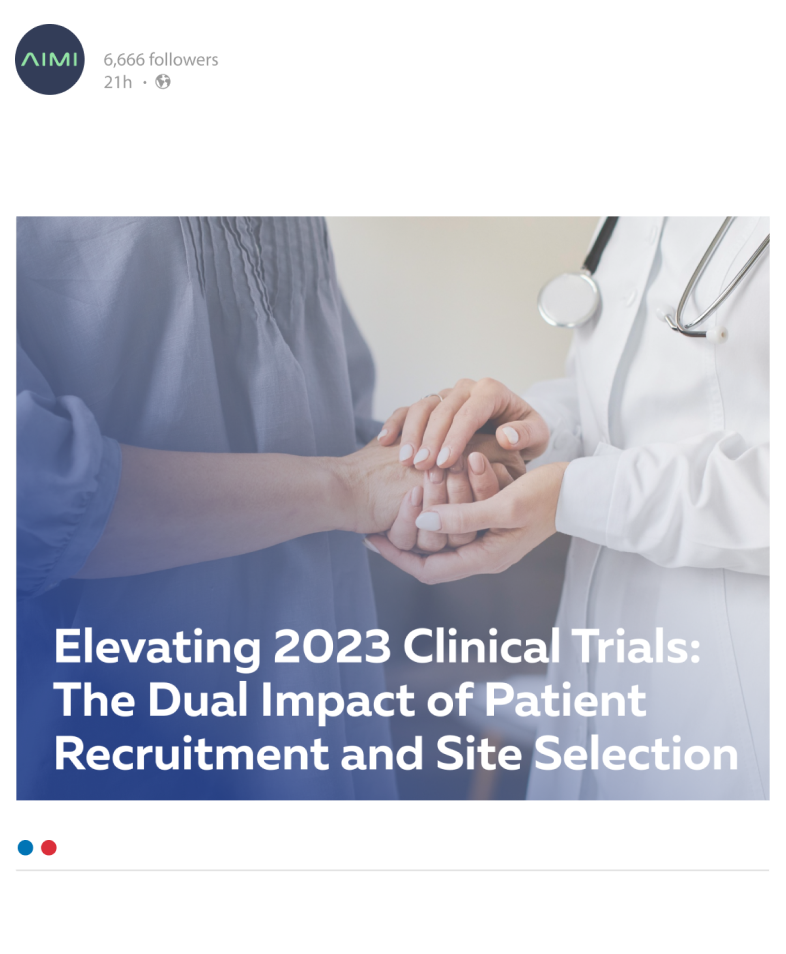 AIMI
6,666 followers
21h ·
Elevating 2023 Clinical Trials:
The Dual Impact of Patient
Recruitment and Site Selection